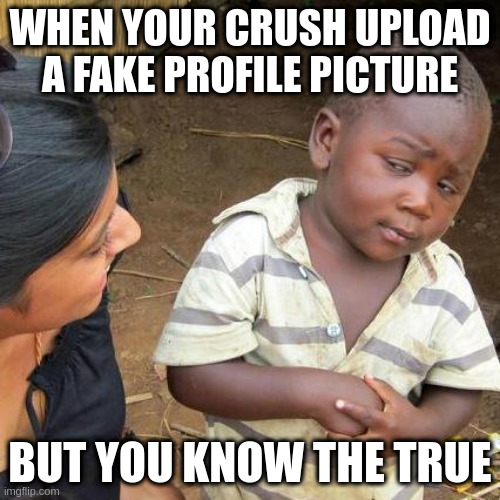 WHEN YOUR CRUSH UPLOAD
A FAKE PROFILE PICTURE
BUT YOU KNOW THE TRUE
imgflip.com